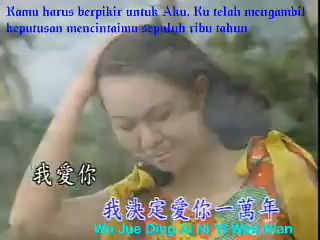 Kamu harus berpikir untuk Aku, Ku telah mengambil
keputusan mencintaimu sepuluh ribu tahun
我愛你
我決定愛你一萬年
Wo Jue Ding Ai Ni Yi Wan Nian